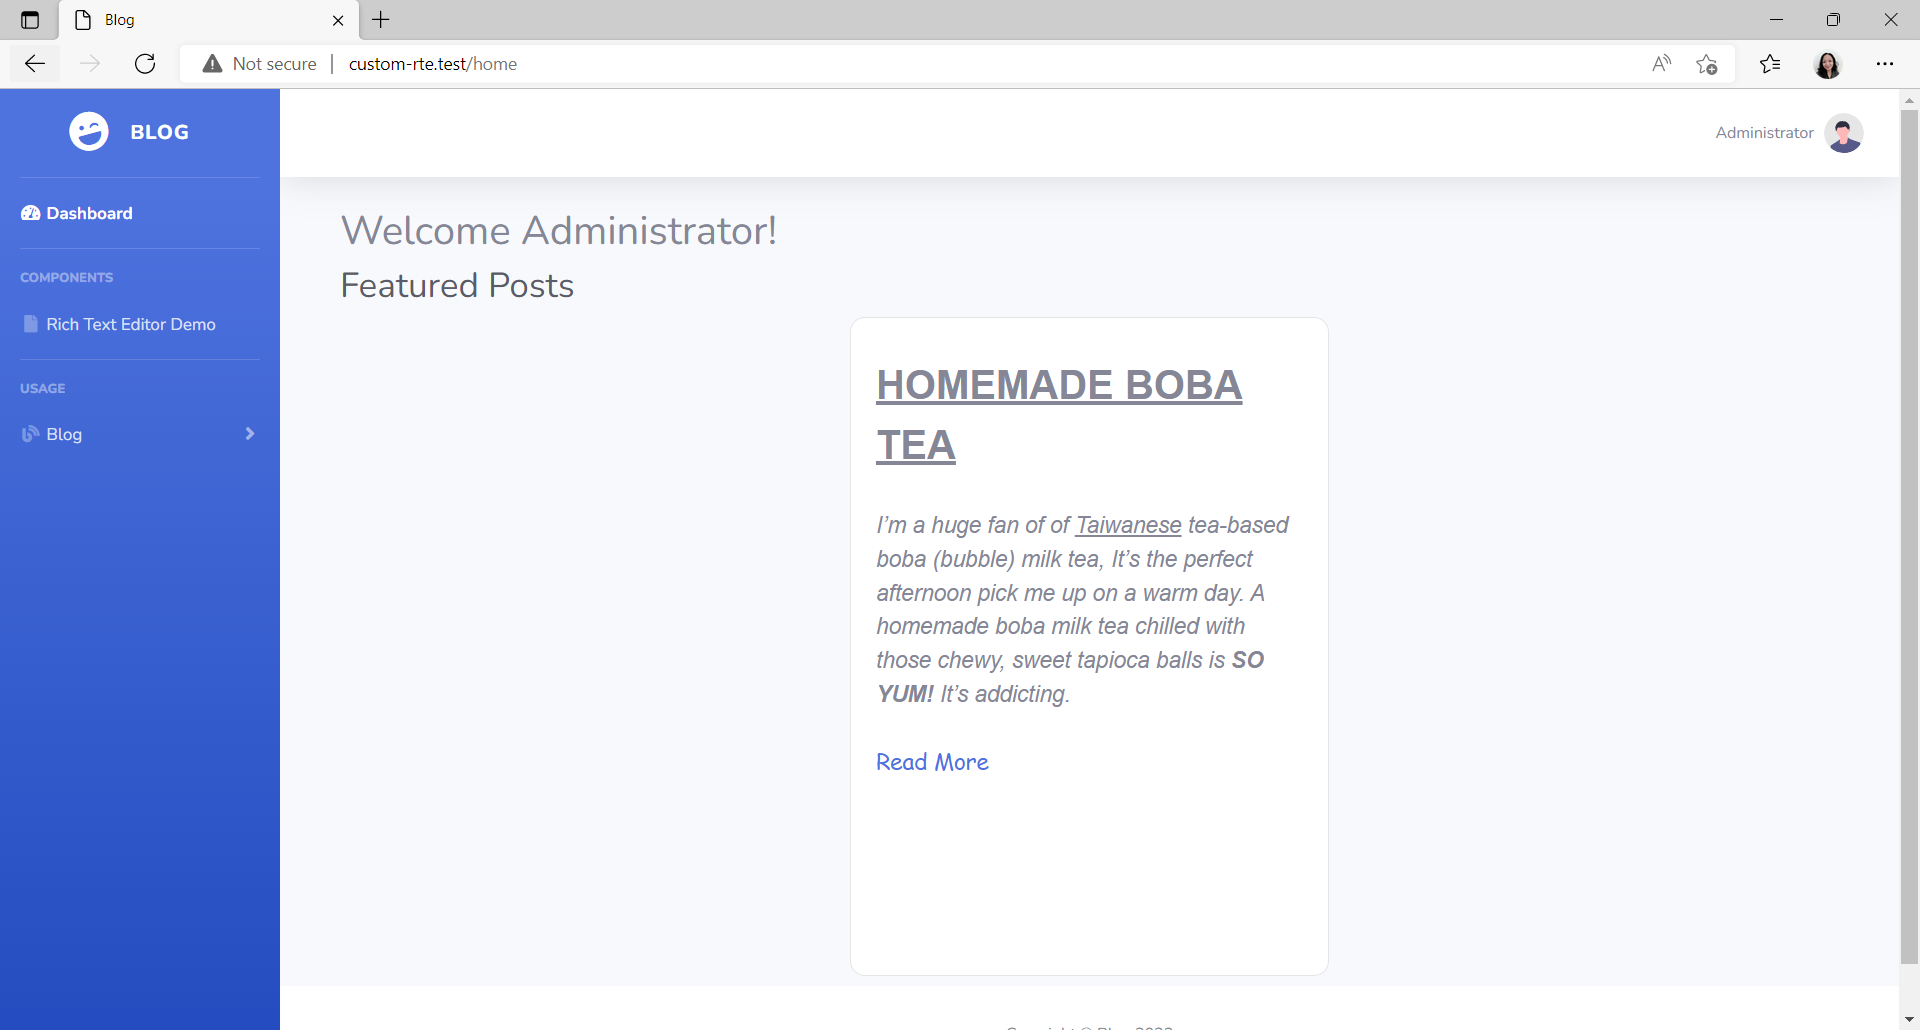 Blog
Not secure
custom-rte.test/home
BLOG
Administrator
Dashboard
COMPONENTS
Rich Text Editor Demo
USAGE
Blog
Welcome Administrator!
Featured Posts
HOMEMADE BOBA
TEA
I’m a huge fan of of Taiwanese tea-based
boba (bubble) milk tea, It’s the perfect
afternoon pick me up on a warm day. A
homemade boba milk tea chilled with
those chewy, sweet tapioca balls is SO
YUM! It’s addicting.
Read More